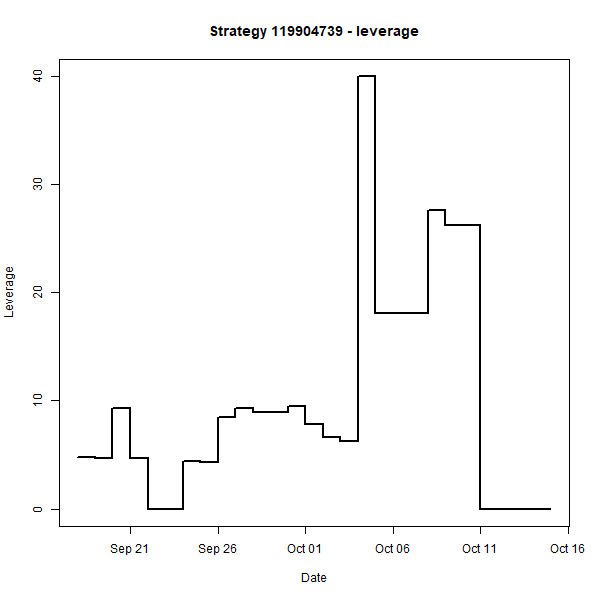 Strategy 119904739 - leverage
40
30
20
10
0
Leverage
Sep 21 Sep 26 Oct 01 Oct 06 Oct 11 Oct 16
Date